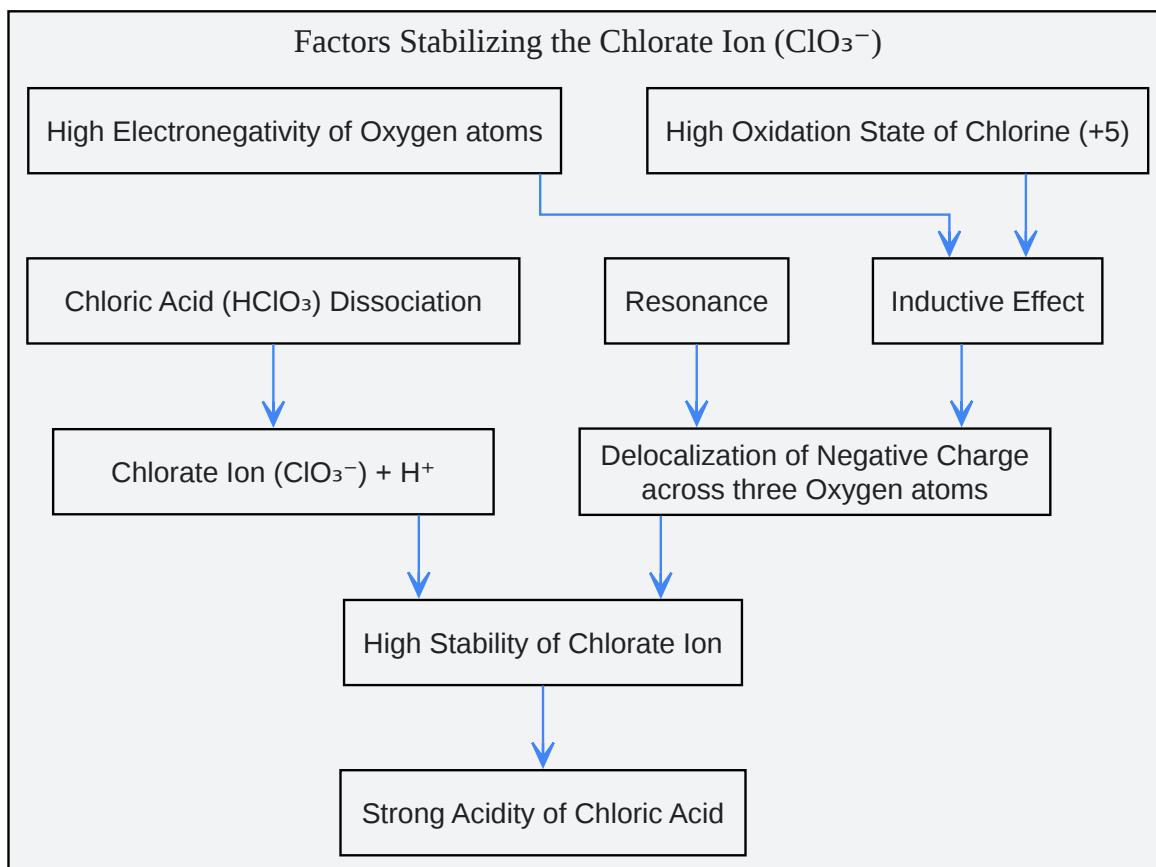 Factors Stabilizing the Chlorate Ion (ClO₃⁻)
High Electronegativity of Oxygen atoms
High Oxidation State of Chlorine (+5)
Chloric Acid (HClO₃) Dissociation
Resonance
Inductive Effect
Chlorate Ion (ClO₃⁻) + H⁺
Delocalization of Negative Charge
across three Oxygen atoms
High Stability of Chlorate Ion
Strong Acidity of Chloric Acid